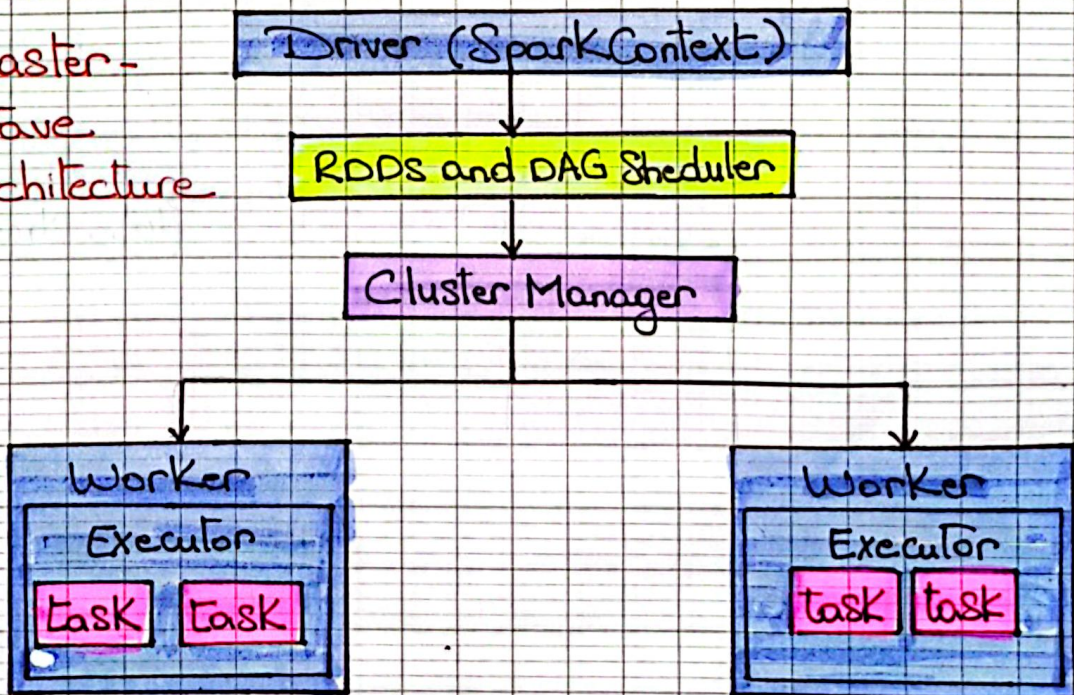 Driver (SparkContext)
aster-
ave
chitecture
RDDS and DAG Sheduler
Cluster Manager
Worker
Executor
task task
Worker
Executor
task task